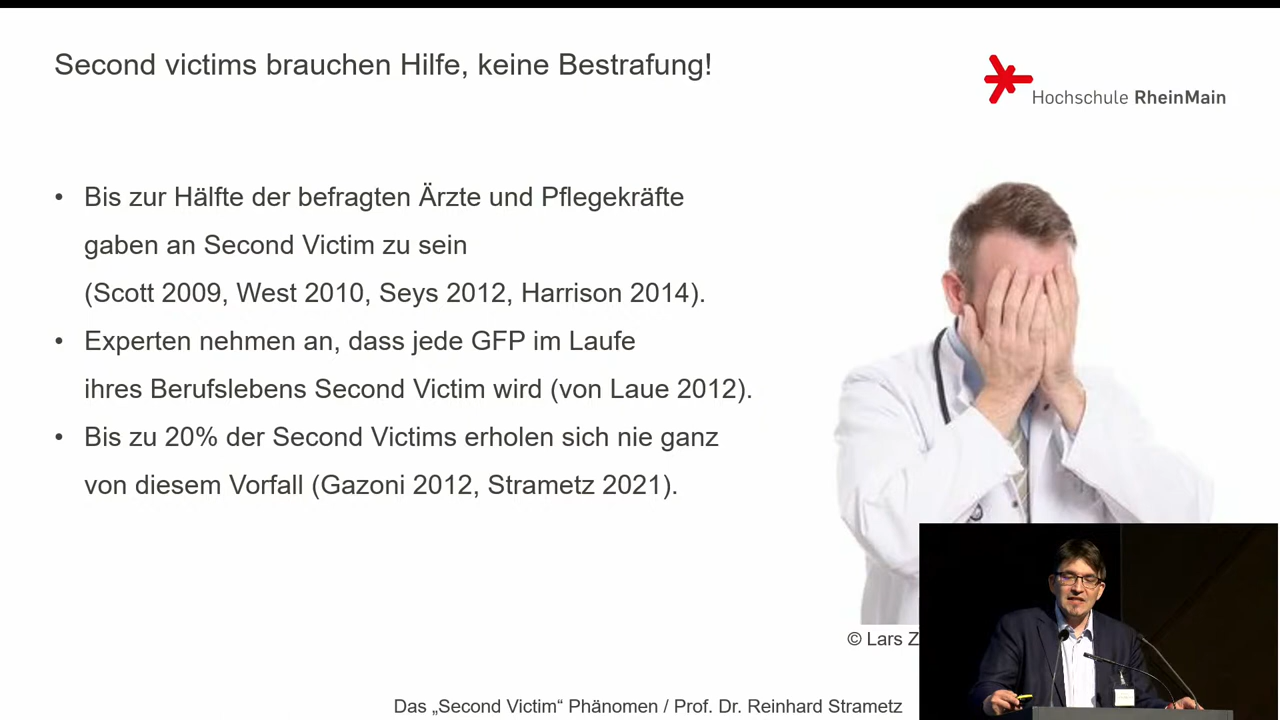 Second victims brauchen Hilfe, keine Bestrafung!
Hochschule RheinMain
• Bis zur Hälfte der befragten Ärzte und Pflegekräfte
gaben an Second Victim zu sein
(Scott 2009, West 2010, Seys 2012, Harrison 2014).
• Experten nehmen an, dass jede GFP im Laufe
ihres Berufslebens Second Victim wird (von Laue 2012).
• Bis zu 20% der Second Victims erholen sich nie ganz
von diesem Vorfall (Gazoni 2012, Strametz 2021).
© Lars Z
Das „Second Victim“ Phänomen / Prof. Dr. Reinhard Strametz